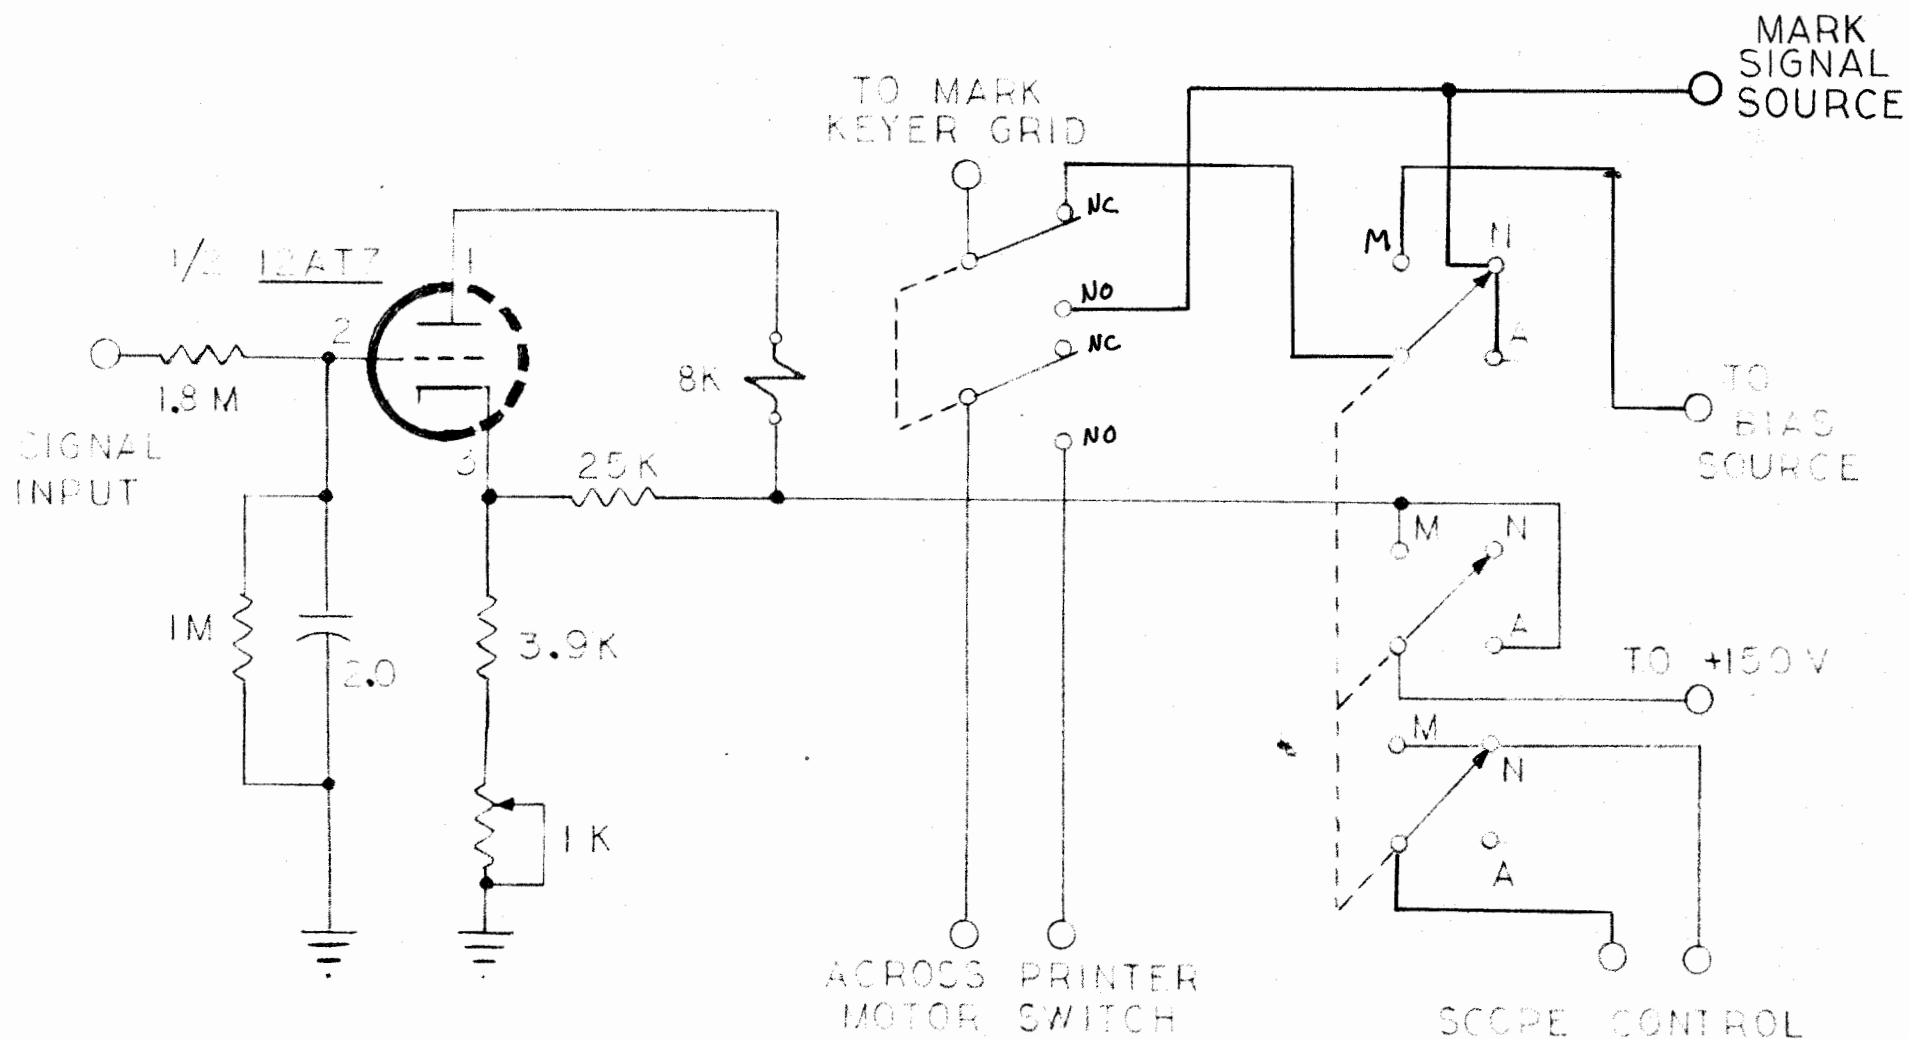 MARK
SIGNAL
SOURCE
TO MARK
KEYER GRID
NC
NO
NC
NO
M
N
A
1/2 12AT7
1
2
3
1.8 M
SIGNAL
INPUT
8K
25K
TO
BIAS
SOURCE
M
N
A
1M
2.0
3.9K
TO +150 V
M
N
A
1 K
ACROSS PRINTER
MOTOR SWITCH
SCOPE CONTROL